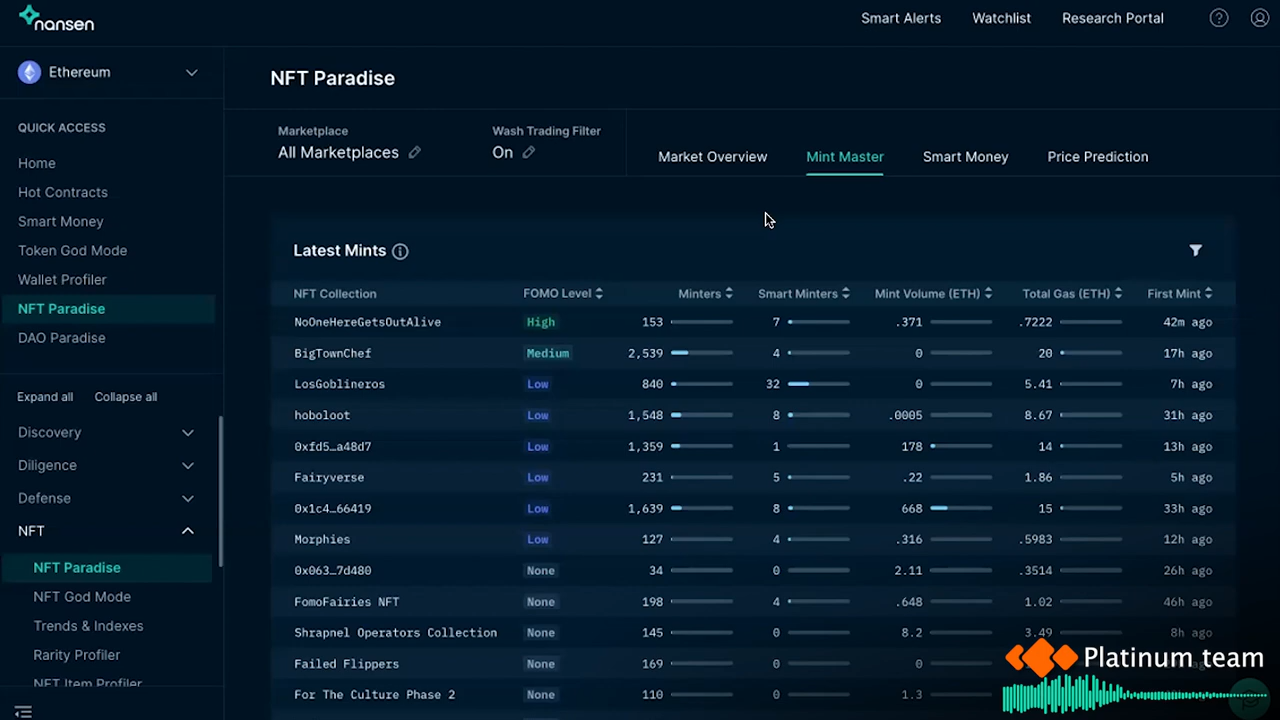 nansen
Smart Alerts Watchlist Research Portal ?
Ethereum
NFT Paradise
QUICK ACCESS
Home
Hot Contracts
Smart Money
Token God Mode
Wallet Profiler
NFT Paradise
DAO Paradise
Expand all Collapse all
Discovery
Diligence
Defense
NFT
NFT Paradise
NFT God Mode
Trends & Indexes
Rarity Profiler
NFT Item Profiler
Marketplace
All Marketplaces
Wash Trading Filter
On
Market Overview Mint Master Smart Money Price Prediction
Latest Mints
NFT Collection FOMO Level Minters Smart Minters Mint Volume (ETH) Total Gas (ETH) First Mint
NoOneHereGetsOutAlive High 153 7 .371 .7222 42m ago
BigTownChef Medium 2,539 4 0 20 17h ago
LosGoblineros Low 840 32 0 5.41 7h ago
hoboloot Low 1,548 8 .0005 8.67 31h ago
0xfd5…a48d7 Low 1,359 1 178 14 13h ago
Fairyverse Low 231 5 .22 1.86 5h ago
0x1c4…66419 Low 1,639 8 668 15 33h ago
Morphies Low 127 4 .316 .5983 12h ago
0x063…7d480 None 34 0 2.11 .3514 26h ago
FomoFairies NFT None 198 4 .648 1.02 46h ago
Shrapnel Operators Collection None 145 0 8.2 3.49 8h ago
Failed Flippers None 169 0 0
For The Culture Phase 2 None 110 0 1.3
Platinum team